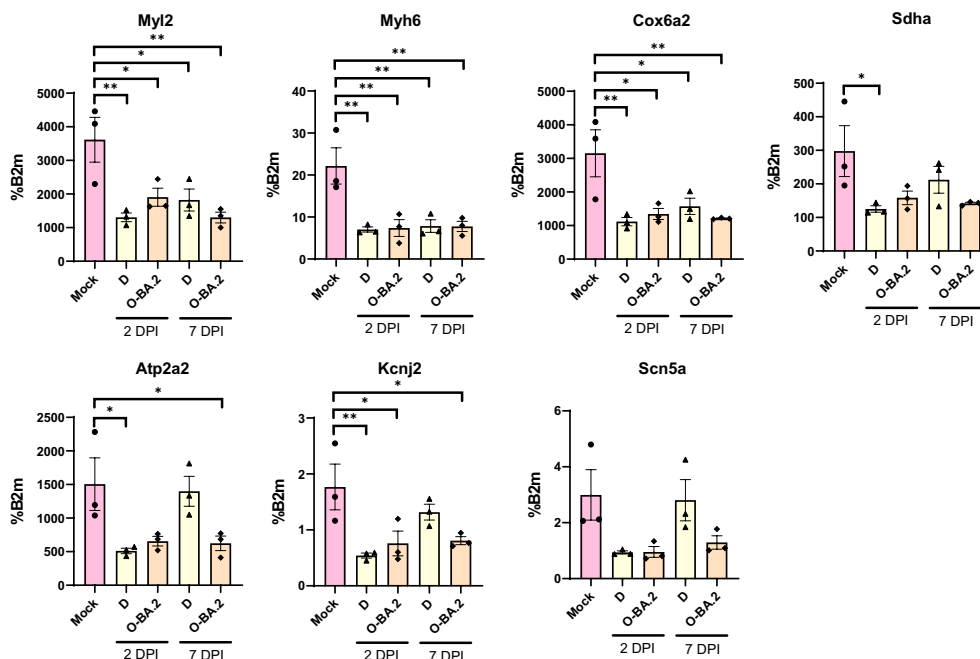 Myl2
Myh6
Cox6a2
Sdha
**
*
*
**
5000
4000
3000
2000
1000
0
%B2m
Mock
D
O-BA.2
D
O-BA.2
2 DPI
7 DPI
**
**
**
**
40
30
20
10
0
%B2m
Mock
D
O-BA.2
D
O-BA.2
2 DPI
7 DPI
**
*
*
**
5000
4000
3000
2000
1000
0
%B2m
Mock
D
O-BA.2
D
O-BA.2
2 DPI
7 DPI
*
500
400
300
200
100
0
%B2m
Mock
D
O-BA.2
D
O-BA.2
2 DPI
7 DPI
Atp2a2
Kcnj2
Scn5a
*
*
2500
2000
1500
1000
500
0
%B2m
Mock
D
O-BA.2
D
O-BA.2
2 DPI
7 DPI
*
*
**
3
2
1
0
%B2m
Mock
D
O-BA.2
D
O-BA.2
2 DPI
7 DPI
6
4
2
0
%B2m
Mock
D
O-BA.2
D
O-BA.2
2 DPI
7 DPI